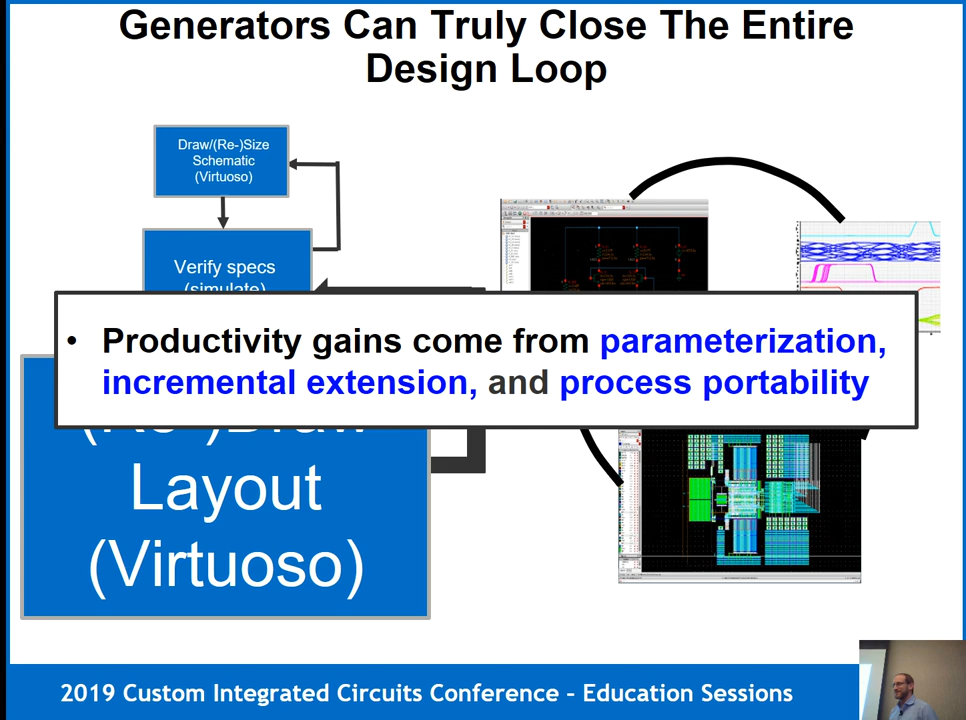 Generators Can Truly Close The Entire
Design Loop
Draw/(Re-)Size
Schematic
(Virtuoso)
Verify specs
(simulate)
• Productivity gains come from parameterization,
incremental extension, and process portability
(Re-)Draw
Layout
(Virtuoso)
2019 Custom Integrated Circuits Conference – Education Sessions